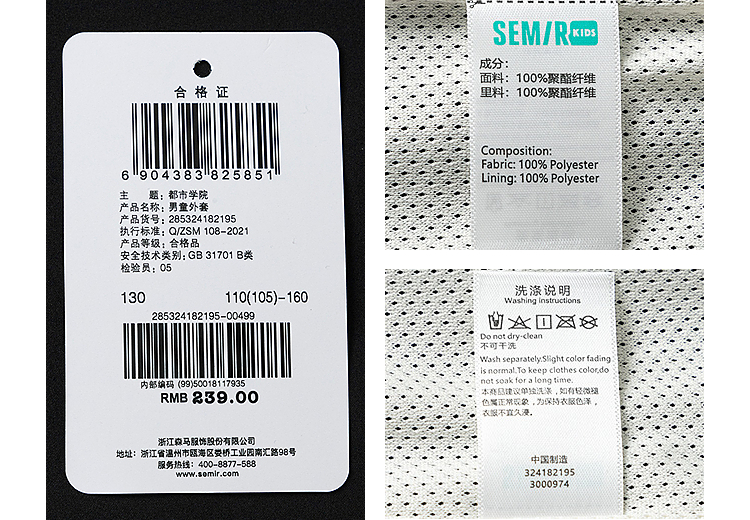 合格证
6 904383 825851
主 题: 都市学院
产品名称: 男童外套
产品货号: 285324182195
执行标准: Q/ZSM 108-2021
产品等级: 合格品
安全技术类别: GB 31701 B类
检验员: 05
130 110(105)-160
285324182195-00499
内部编码 (99)50018117935
RMB 239.00
浙江森马服饰股份有限公司
地址: 浙江省温州市瓯海区娄桥工业园南汇路98号
服务热线: 400-8877-588
www.semir.com
SEMIR KIDS
成分:
面料: 100%聚酯纤维
里料: 100%聚酯纤维
Composition:
Fabric: 100% Polyester
Lining: 100% Polyester
洗涤说明
Washing instructions
Do not dry-clean
不可干洗
Wash separately.Slight color fading
is normal.To keep clothes color,do
not soak for a long time.
本商品建议单独洗涤，如有轻微褪
色属正常现象，为保持衣服色泽，
衣服不宜久浸。
中国制造
324182195
3000974